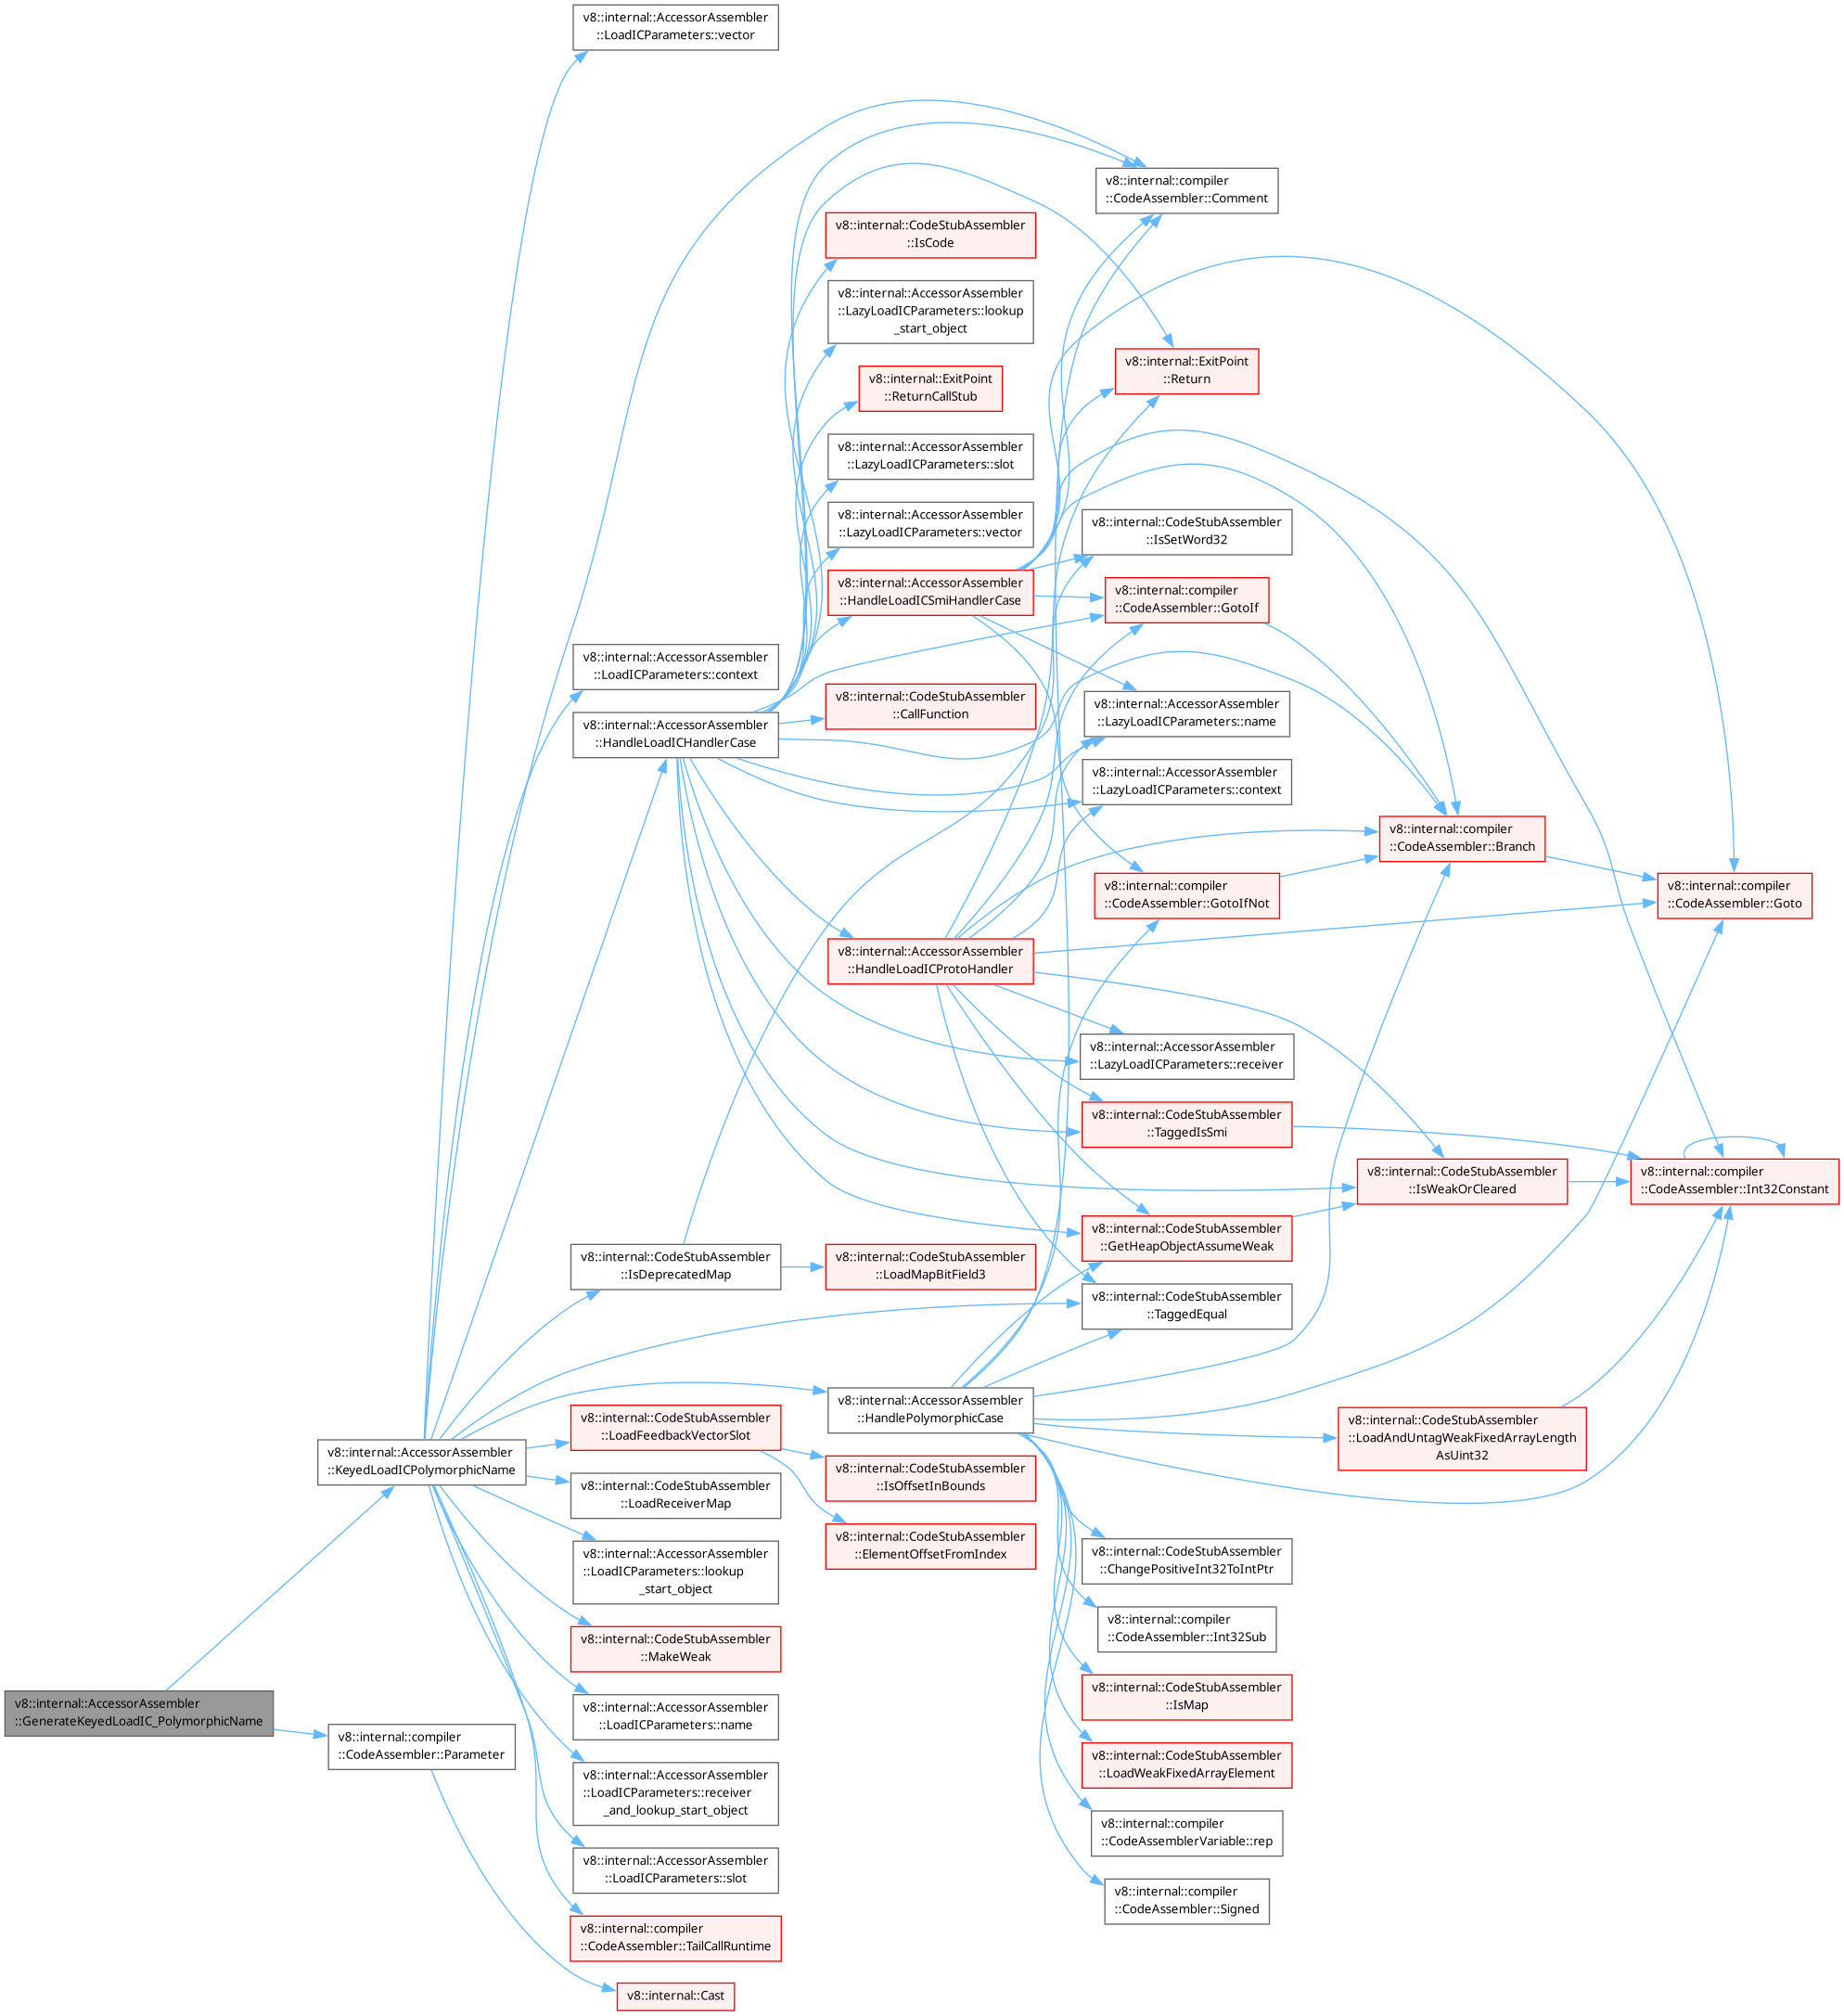 v8::internal::AccessorAssembler
::LoadICParameters::vector
v8::internal::compiler
::CodeAssembler::Comment
v8::internal::CodeStubAssembler
::IsCode
v8::internal::AccessorAssembler
::LazyLoadICParameters::lookup
_start_object
v8::internal::ExitPoint
::Return
v8::internal::ExitPoint
::ReturnCallStub
v8::internal::AccessorAssembler
::LazyLoadICParameters::slot
v8::internal::AccessorAssembler
::LazyLoadICParameters::vector
v8::internal::CodeStubAssembler
::IsSetWord32
v8::internal::AccessorAssembler
::HandleLoadICSmiHandlerCase
v8::internal::compiler
::CodeAssembler::GotoIf
v8::internal::AccessorAssembler
::LoadICParameters::context
v8::internal::CodeStubAssembler
::CallFunction
v8::internal::AccessorAssembler
::LazyLoadICParameters::name
v8::internal::AccessorAssembler
::HandleLoadICHandlerCase
v8::internal::AccessorAssembler
::LazyLoadICParameters::context
v8::internal::compiler
::CodeAssembler::Branch
v8::internal::compiler
::CodeAssembler::GotoIfNot
v8::internal::compiler
::CodeAssembler::Goto
v8::internal::AccessorAssembler
::HandleLoadICProtoHandler
v8::internal::AccessorAssembler
::LazyLoadICParameters::receiver
v8::internal::CodeStubAssembler
::TaggedIsSmi
v8::internal::CodeStubAssembler
::IsWeakOrCleared
v8::internal::compiler
::CodeAssembler::Int32Constant
v8::internal::CodeStubAssembler
::GetHeapObjectAssumeWeak
v8::internal::CodeStubAssembler
::IsDeprecatedMap
v8::internal::CodeStubAssembler
::LoadMapBitField3
v8::internal::CodeStubAssembler
::TaggedEqual
v8::internal::AccessorAssembler
::HandlePolymorphicCase
v8::internal::CodeStubAssembler
::LoadFeedbackVectorSlot
v8::internal::CodeStubAssembler
::LoadAndUntagWeakFixedArrayLength
AsUint32
v8::internal::AccessorAssembler
::KeyedLoadICPolymorphicName
v8::internal::CodeStubAssembler
::IsOffsetInBounds
v8::internal::CodeStubAssembler
::LoadReceiverMap
v8::internal::CodeStubAssembler
::ElementOffsetFromIndex
v8::internal::AccessorAssembler
::LoadICParameters::lookup
_start_object
v8::internal::CodeStubAssembler
::ChangePositiveInt32ToIntPtr
v8::internal::compiler
::CodeAssembler::Int32Sub
v8::internal::CodeStubAssembler
::MakeWeak
v8::internal::CodeStubAssembler
::IsMap
v8::internal::AccessorAssembler
::GenerateKeyedLoadIC_PolymorphicName
v8::internal::AccessorAssembler
::LoadICParameters::name
v8::internal::compiler
::CodeAssembler::Parameter
v8::internal::CodeStubAssembler
::LoadWeakFixedArrayElement
v8::internal::AccessorAssembler
::LoadICParameters::receiver
_and_lookup_start_object
v8::internal::compiler
::CodeAssemblerVariable::rep
v8::internal::AccessorAssembler
::LoadICParameters::slot
v8::internal::compiler
::CodeAssembler::Signed
v8::internal::compiler
::CodeAssembler::TailCallRuntime
v8::internal::Cast